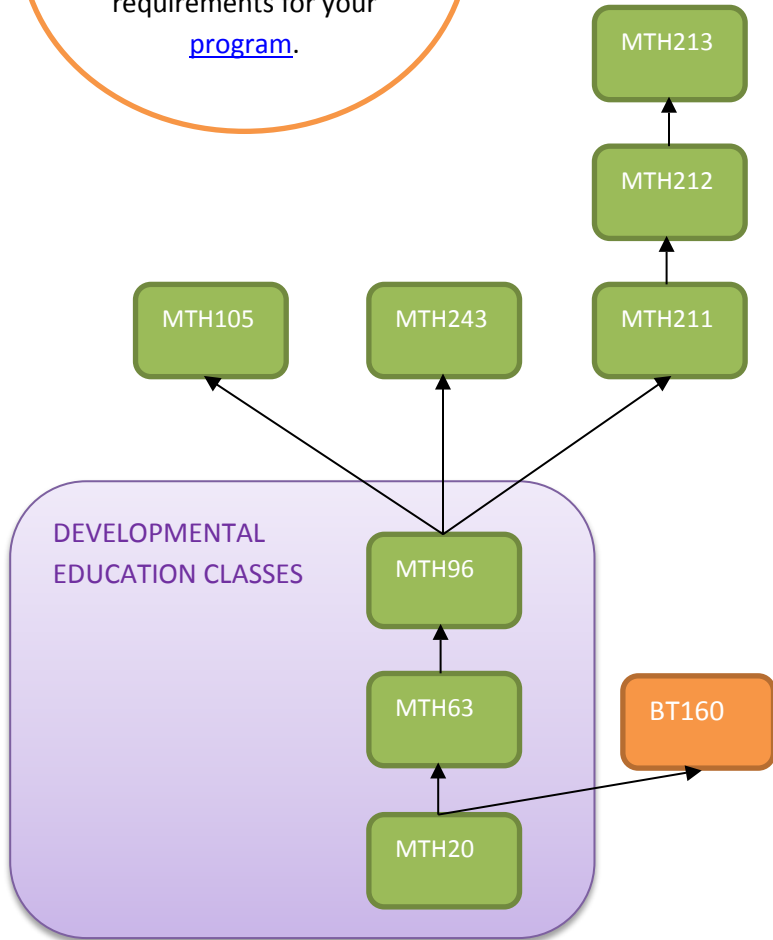 requirements for your
program.
MTH213
MTH212
MTH105
MTH243
MTH211
DEVELOPMENTAL
EDUCATION CLASSES
MTH96
MTH63
BT160
MTH20